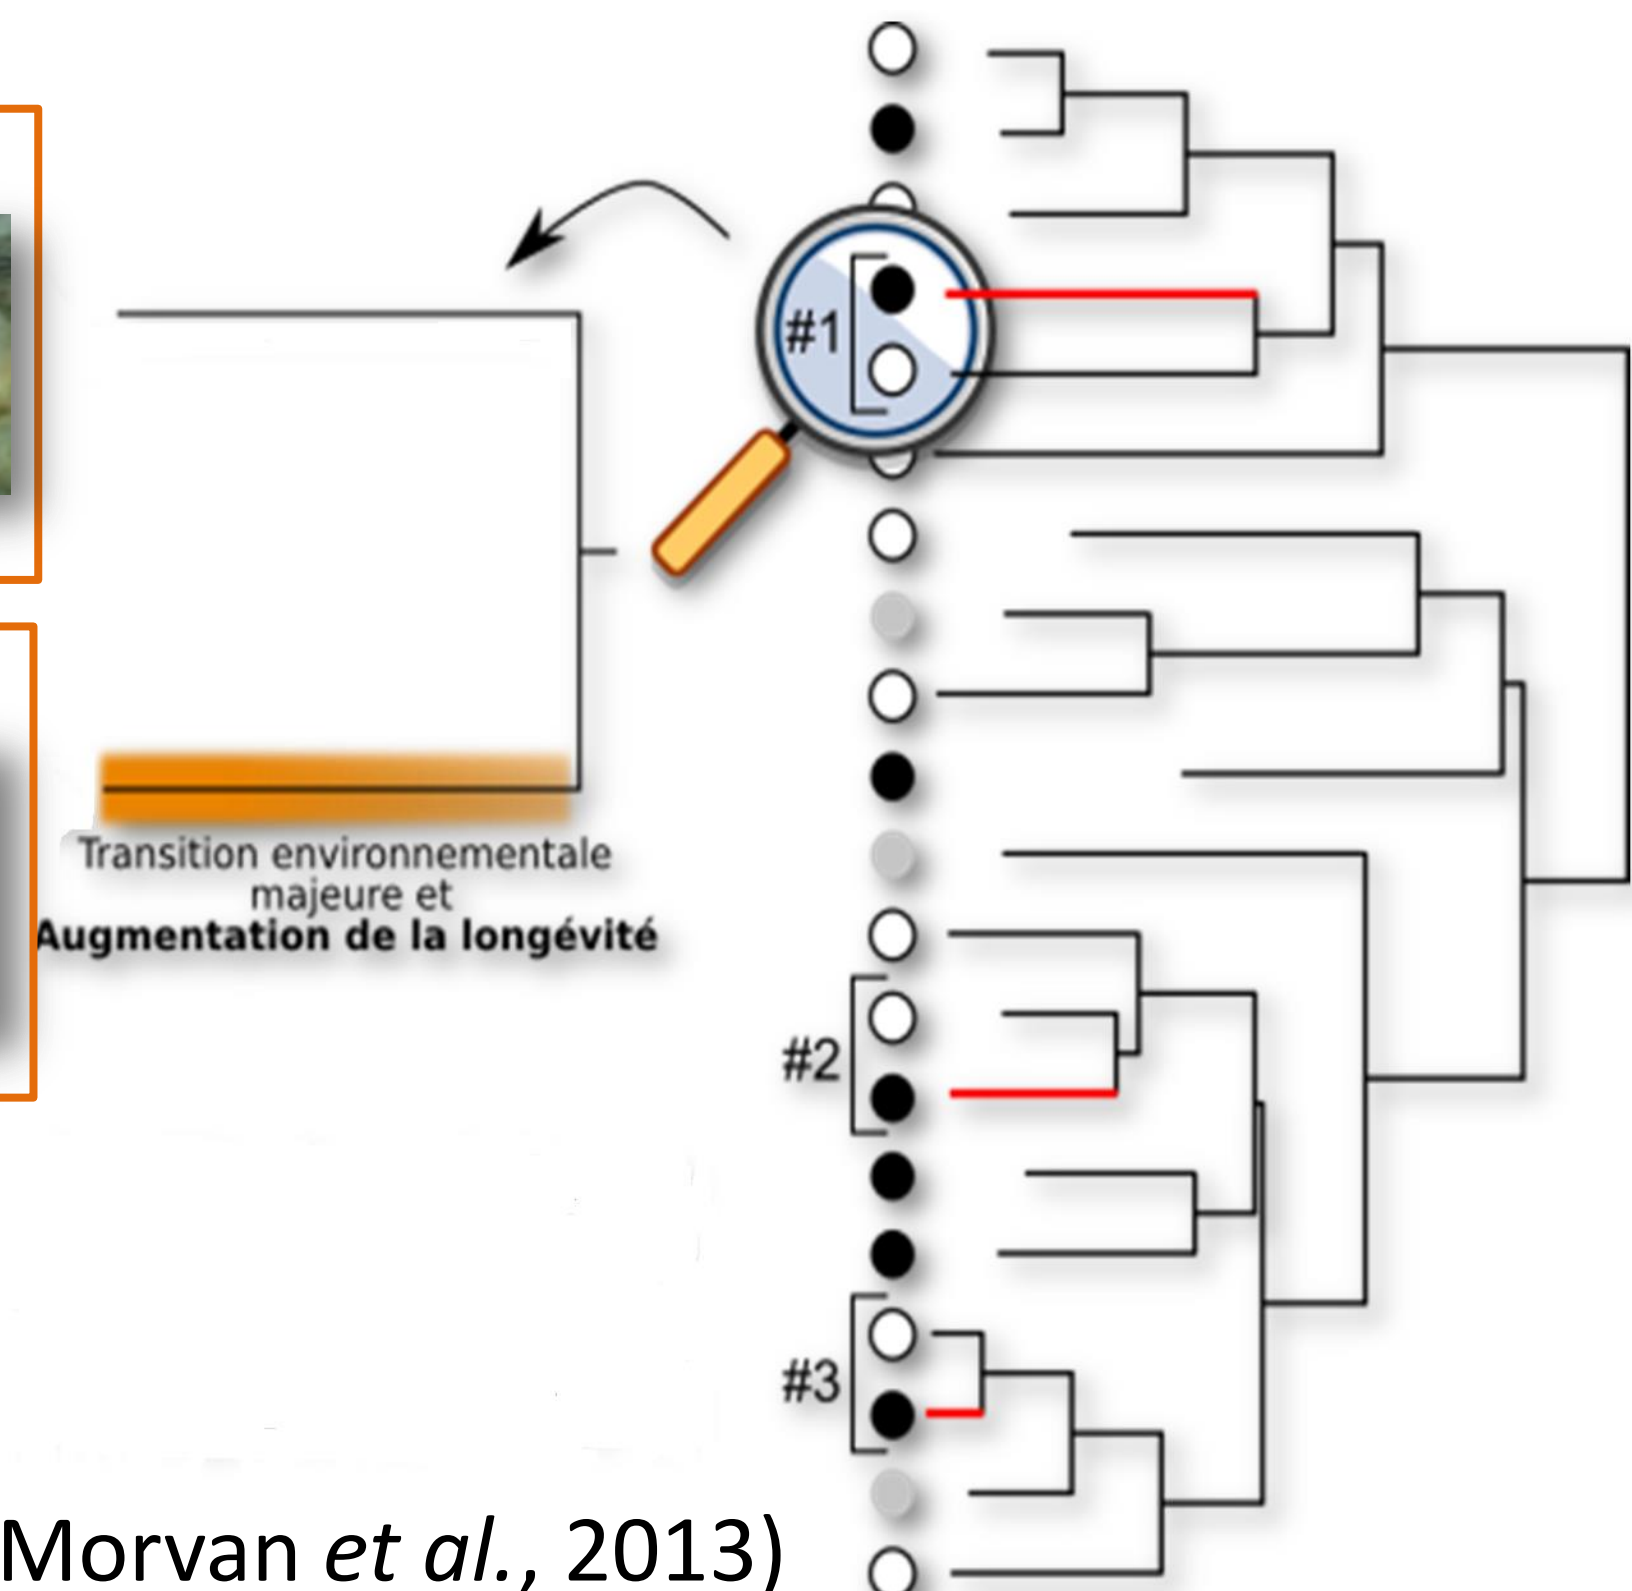 #1
Transition environnementale
majeure et
Augmentation de la longévité
#2
#3
Morvan et al., 2013)